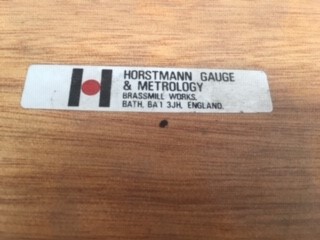 HORSTMANN GAUGE
& METROLOGY
BRASSMILL WORKS,
BATH, BA1 3JH, ENGLAND.